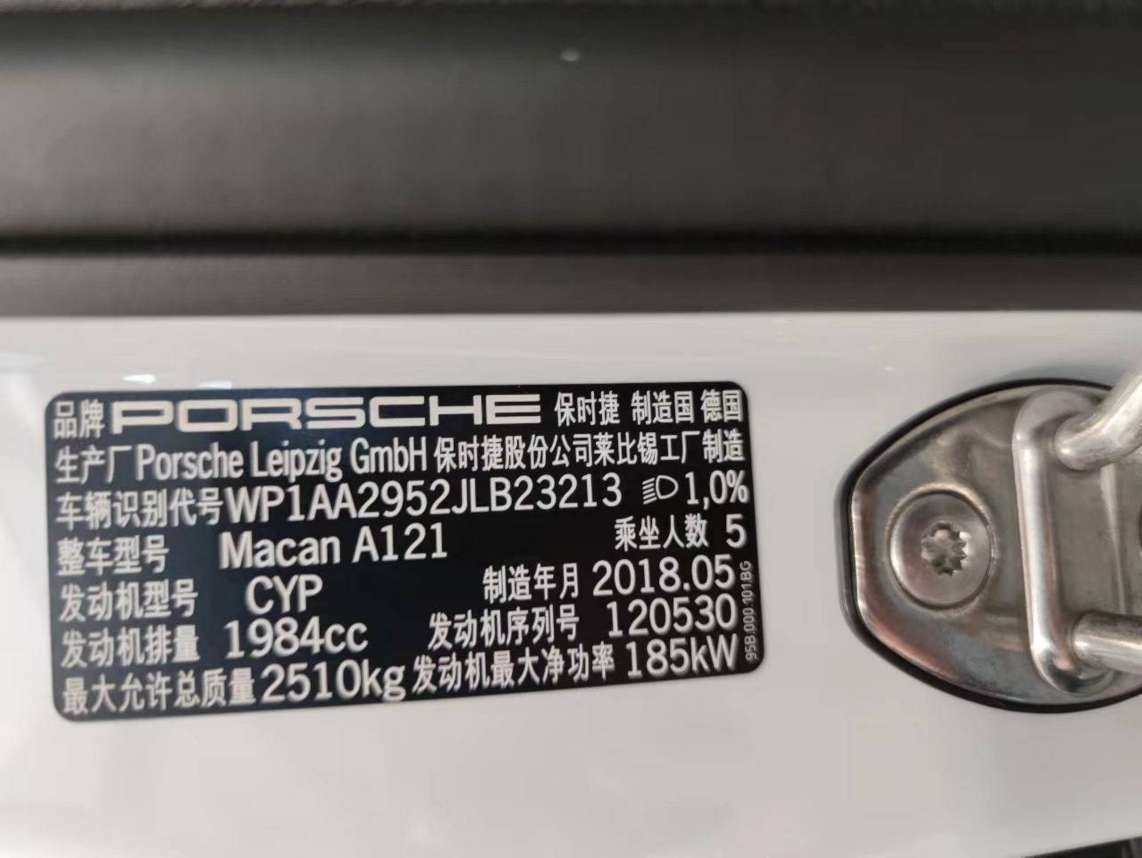 品牌 PORSCHE 保时捷 制造国 德国
生产厂 Porsche Leipzig GmbH 保时捷股份公司莱比锡工厂制造
车辆识别代号 WP1AA2952JLB23213 1,0%
整车型号 Macan A121 乘坐人数 5
发动机型号 CYP 制造年月 2018.05
发动机排量 1984cc 发动机序列号 120530
最大允许总质量 2510kg 发动机最大净功率 185kW
95B.000.101.BG